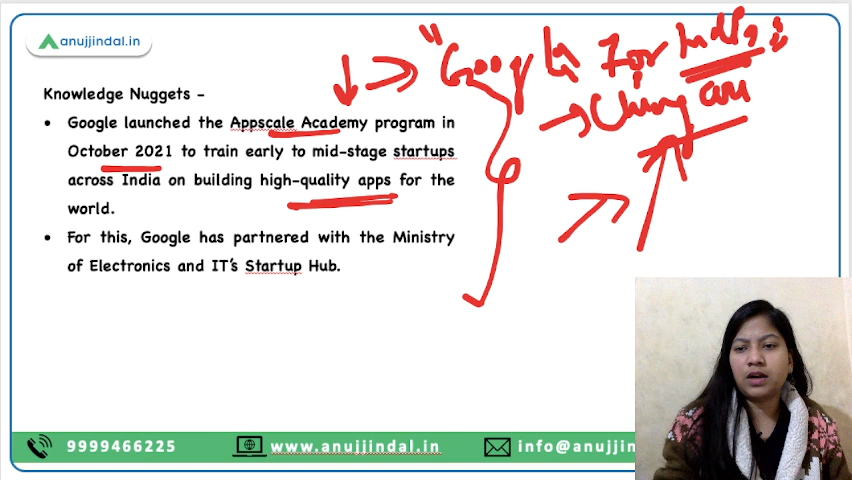 anujjindal.in
"Google For India"
Knowledge Nuggets -
• Google launched the Appscale Academy program in
October 2021 to train early to mid-stage startups
across India on building high-quality apps for the
world.
• For this, Google has partnered with the Ministry
of Electronics and IT's Startup Hub.
9999466225 www.anujjindal.in info@anujjin